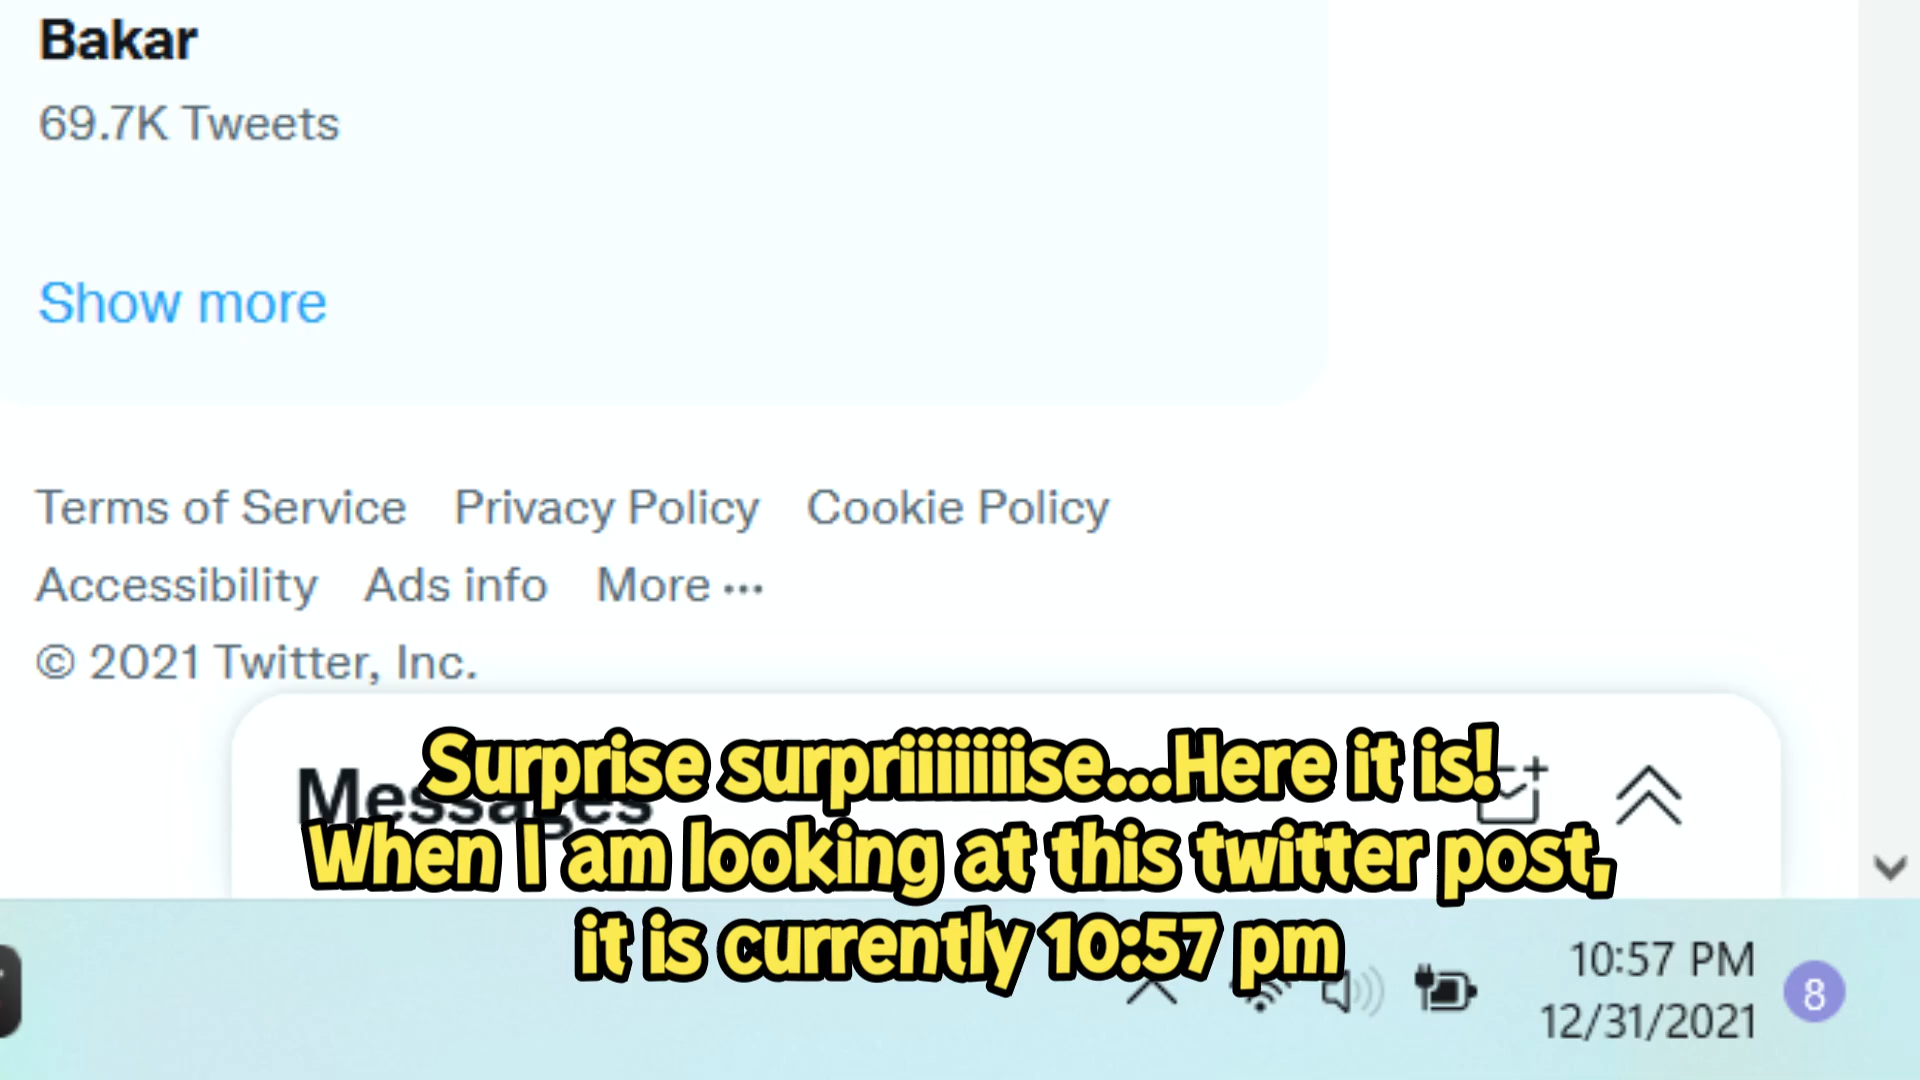 Bakar
69.7K Tweets
Show more
Terms of Service Privacy Policy Cookie Policy
Accessibility Ads info More ...
© 2021 Twitter, Inc.
Messages
Surprise surpriiiiiiise...Here it is!
When I am looking at this twitter post,
it is currently 10:57 pm
10:57 PM
12/31/2021
8